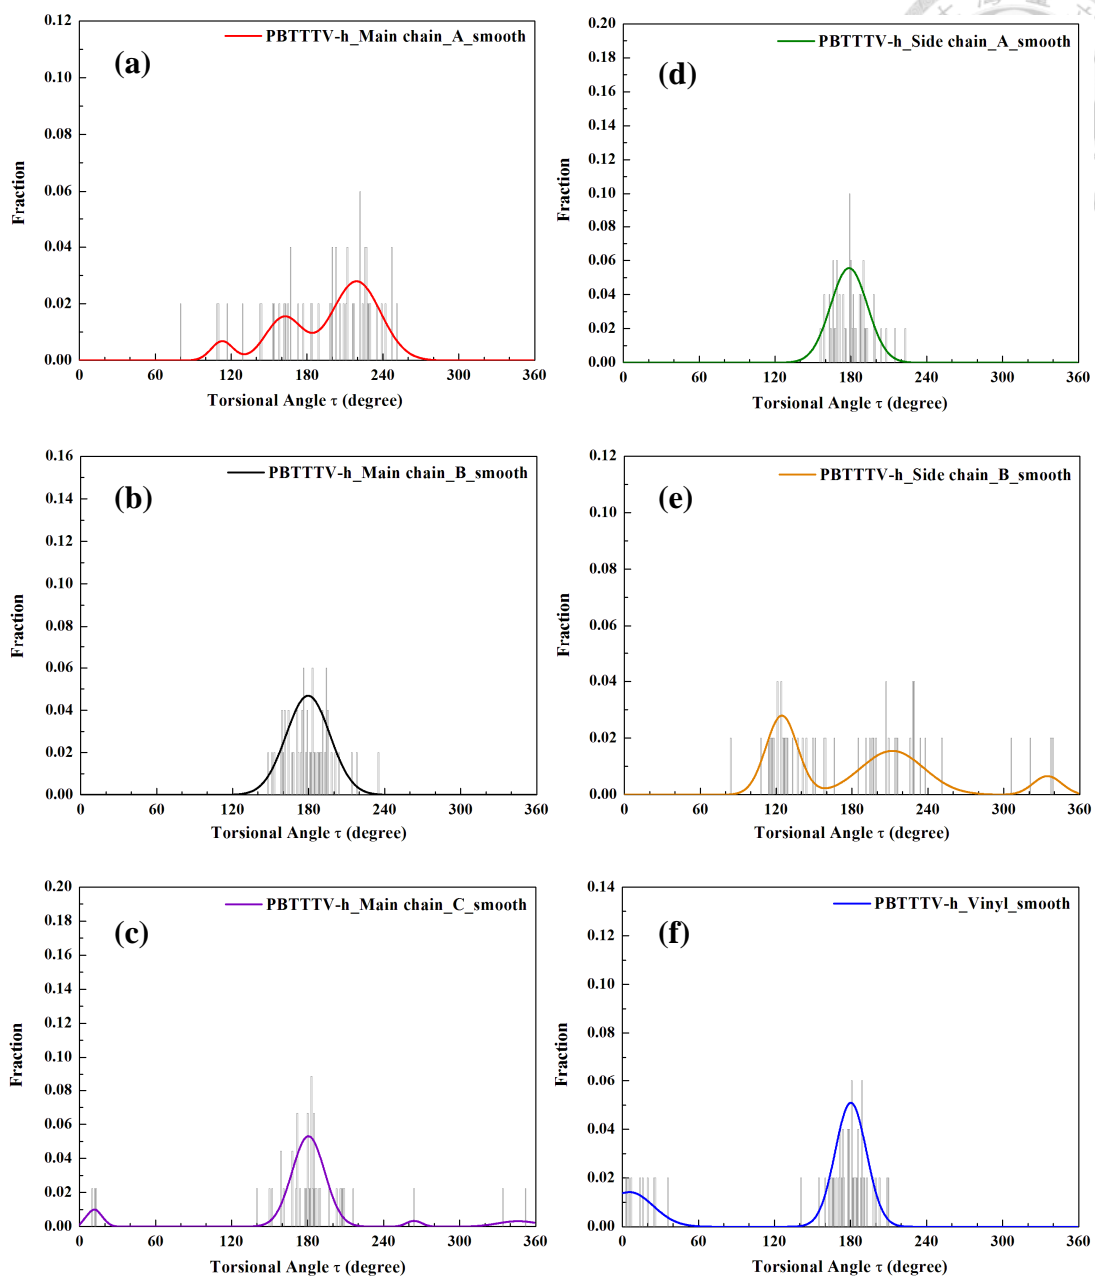 PBTTTV-h_Main chain_A_smooth
(a)
0.12
0.10
0.08
0.06
0.04
0.02
0.00
Fraction
0 60 120 180 240 300 360
Torsional Angle τ (degree)
PBTTTV-h_Side chain_A_smooth
(d)
0.20
0.18
0.16
0.14
0.12
0.10
0.08
0.06
0.04
0.02
0.00
Fraction
0 120 180 240 300 360
Torsional Angle τ (degree)
PBTTTV-h_Main chain_B_smooth
(b)
0.16
0.14
0.12
0.10
0.08
0.06
0.04
0.02
0.00
Fraction
0 60 120 180 240 300 360
Torsional Angle τ (degree)
PBTTTV-h_Side chain_B_smooth
(e)
0.12
0.10
0.08
0.06
0.04
0.02
0.00
Fraction
0 60 120 180 240 300 360
Torsional Angle τ (degree)
PBTTTV-h_Main chain_C_smooth
(c)
0.20
0.18
0.16
0.14
0.12
0.10
0.08
0.06
0.04
0.02
0.00
Fraction
0 60 120 180 240 300 360
Torsional Angle τ (degree)
PBTTTV-h_Vinyl_smooth
(f)
0.14
0.12
0.10
0.08
0.06
0.04
0.02
0.00
Fraction
0 60 120 180 240 300 360
Torsional Angle τ (degree)